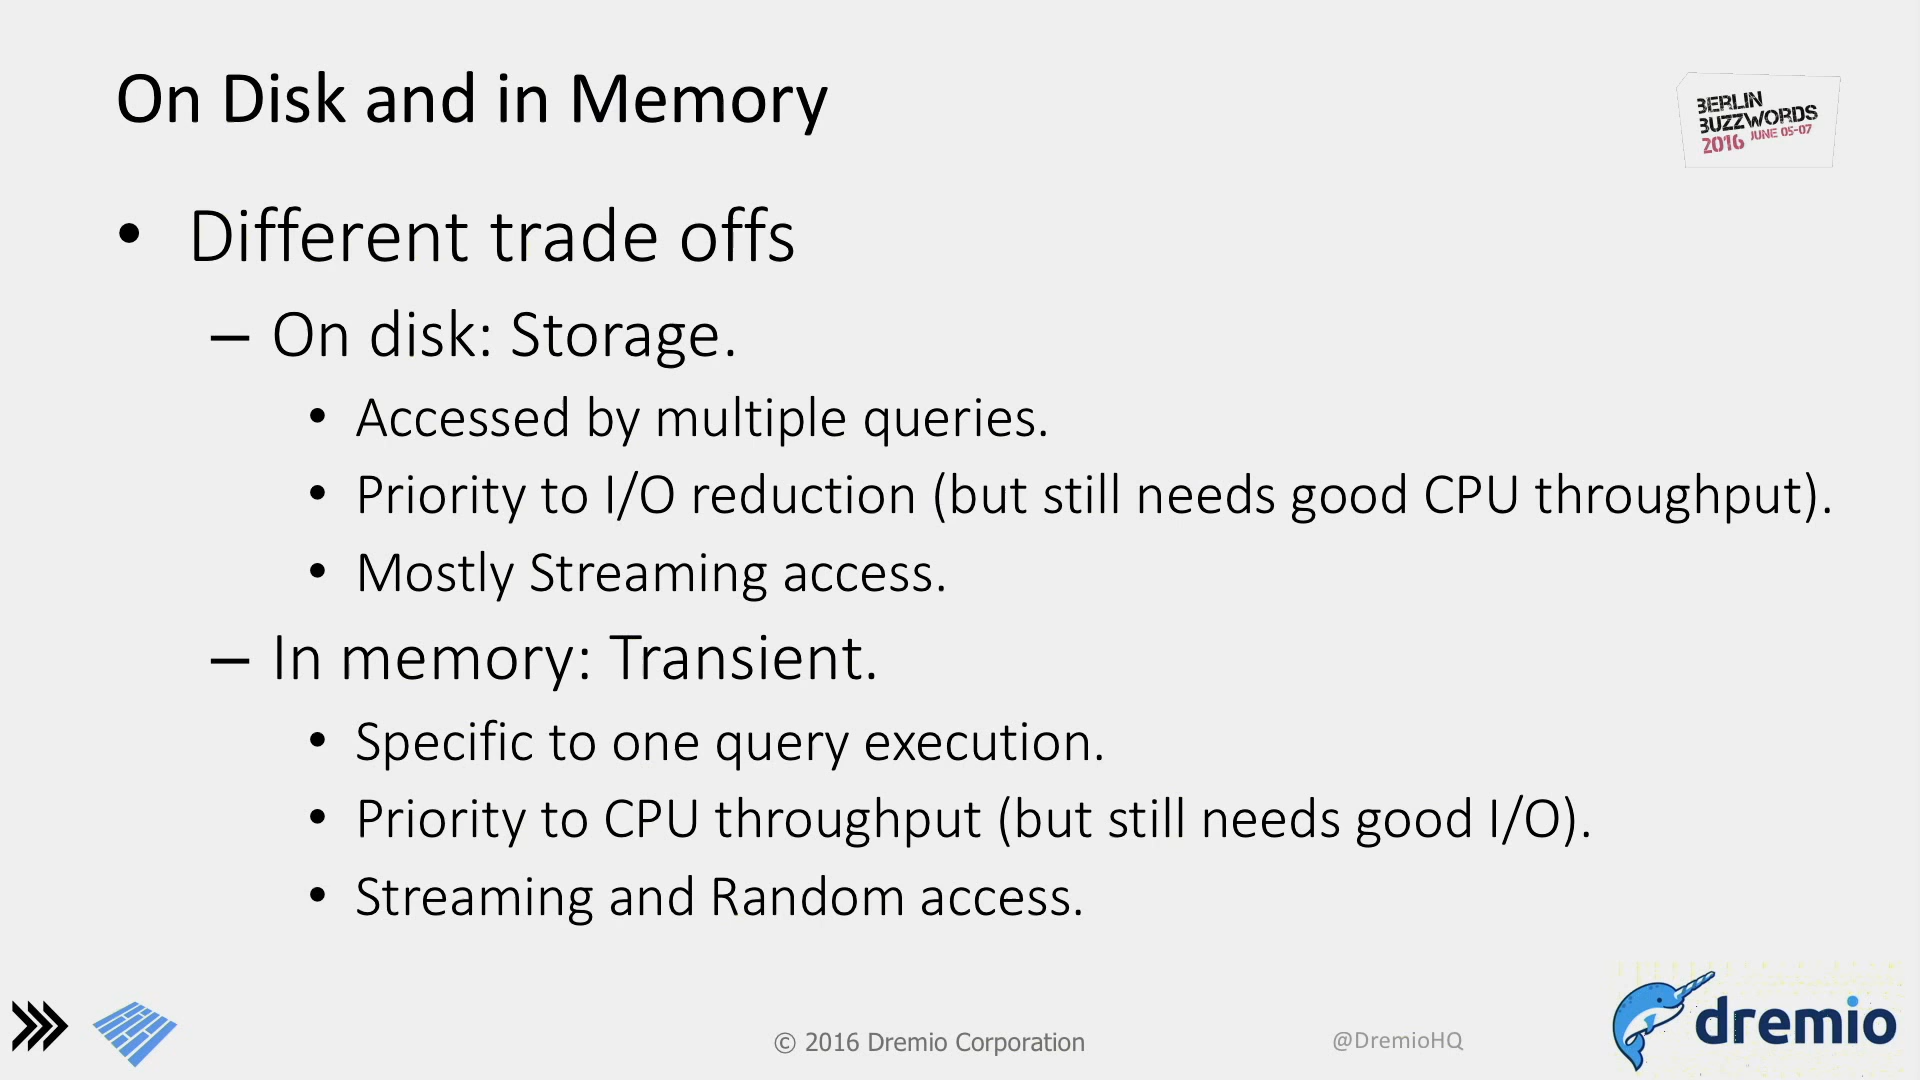 On Disk and in Memory
BERLIN
BUZZWORDS
2016 JUNE 05-07
• Different trade offs
– On disk: Storage.
• Accessed by multiple queries.
• Priority to I/O reduction (but still needs good CPU throughput).
• Mostly Streaming access.
– In memory: Transient.
• Specific to one query execution.
• Priority to CPU throughput (but still needs good I/O).
• Streaming and Random access.
© 2016 Dremio Corporation
@DremioHQ
dremio